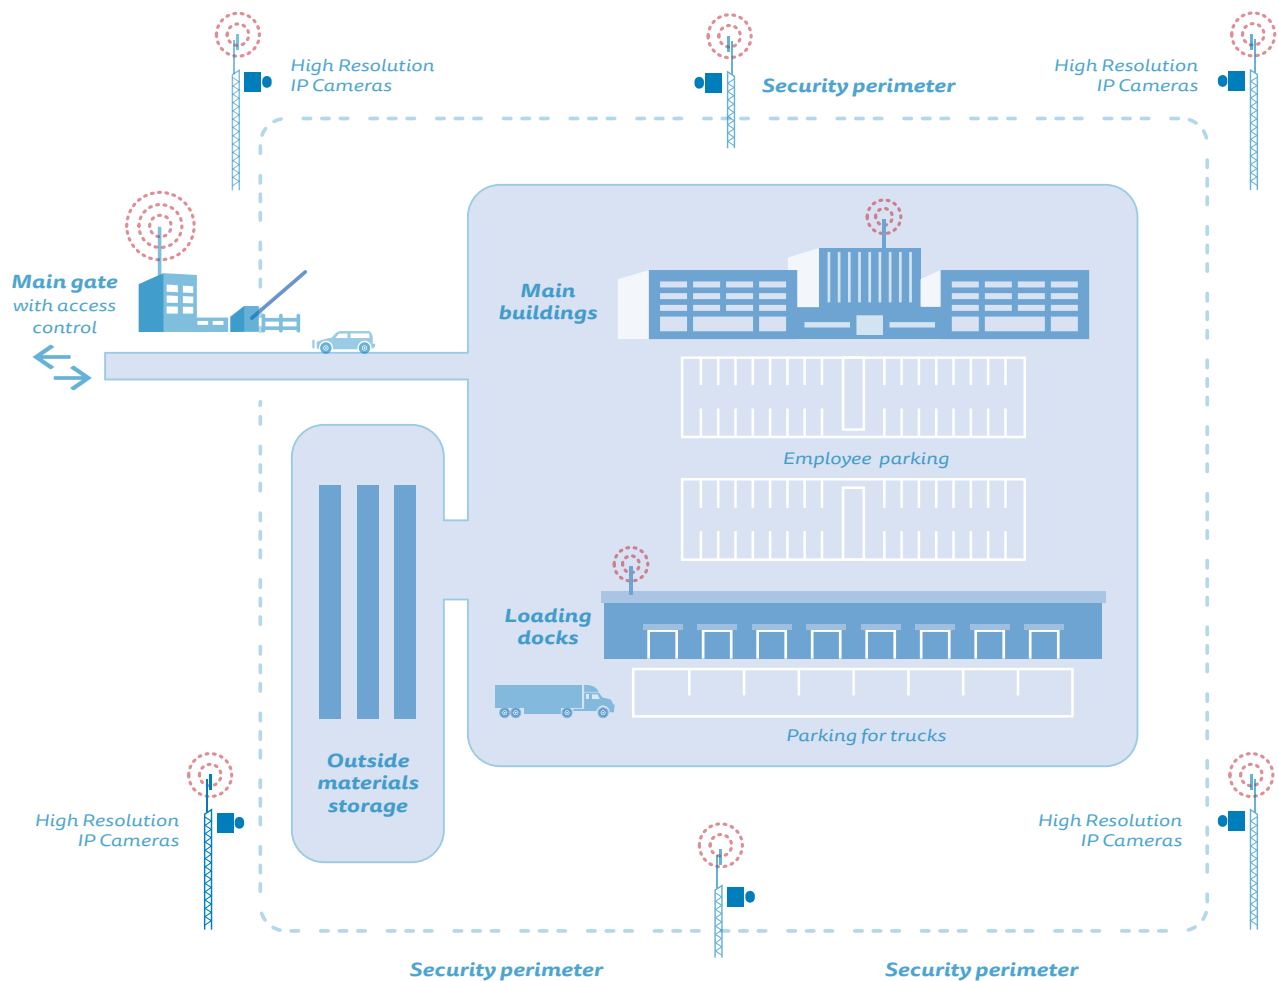 High Resolution
IP Cameras
Security perimeter
High Resolution
IP Cameras
Main gate
with access
control
Main
buildings
Employee parking
Loading
docks
Parking for trucks
Outside
materials
storage
High Resolution
IP Cameras
High Resolution
IP Cameras
Security perimeter
Security perimeter